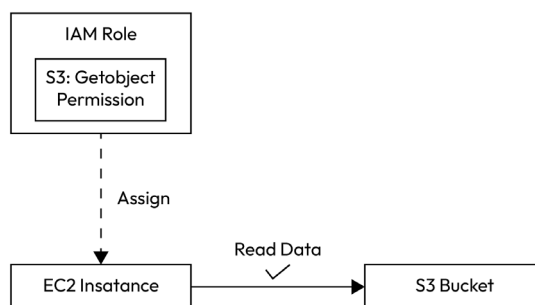 IAM Role
S3: Getobject
Permission
Assign
Read Data
EC2 Insatance
S3 Bucket